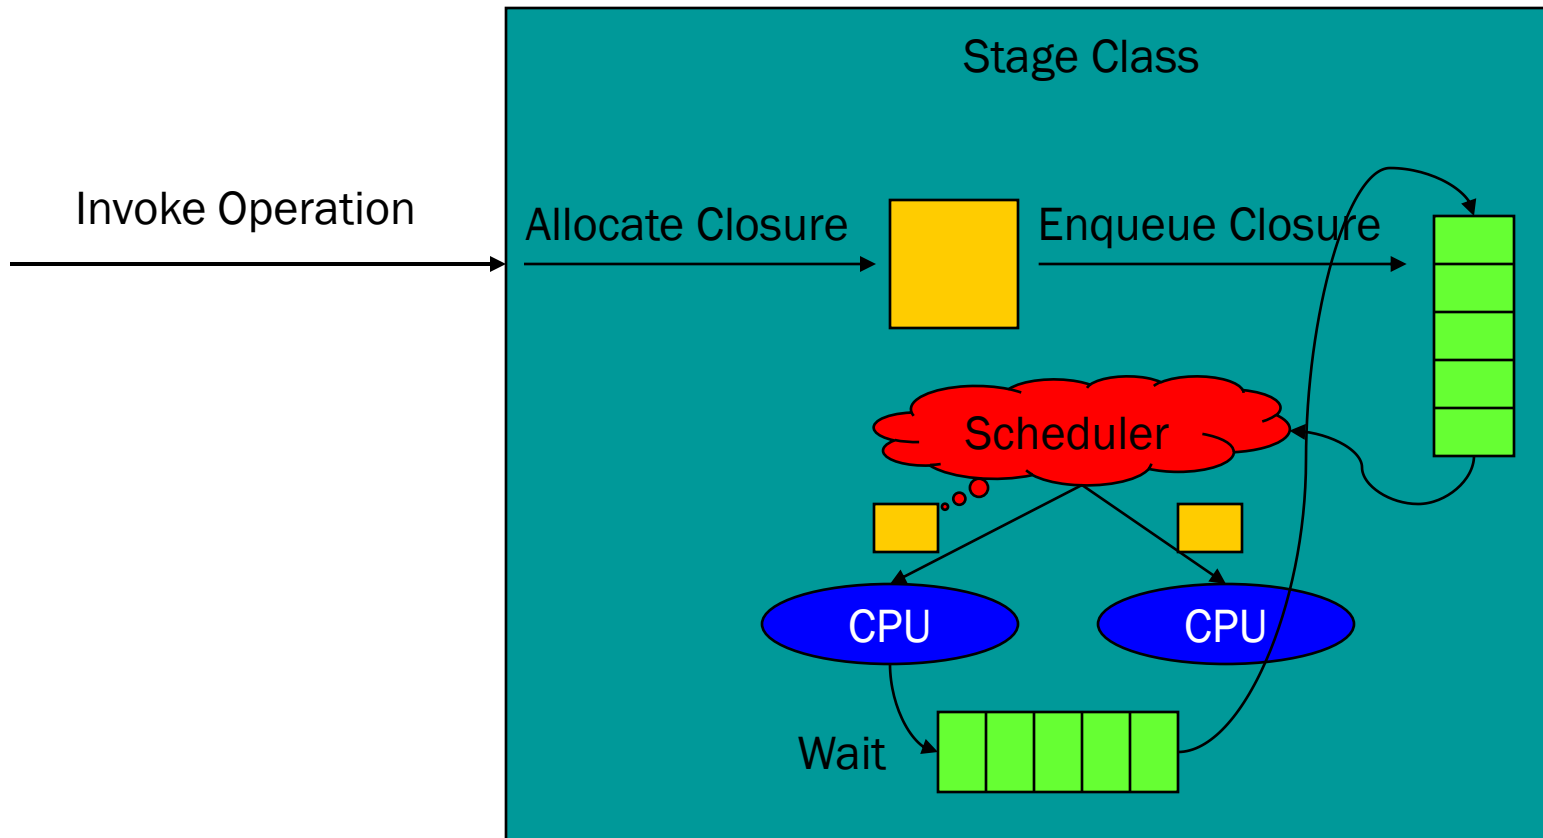 Stage Class
Invoke Operation
Allocate Closure
Enqueue Closure
Scheduler
CPU
CPU
Wait